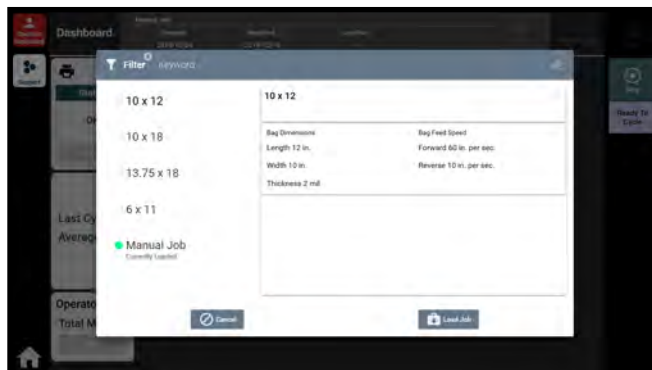 Dashboard
Filter
Keyword
10 x 12
10 x 18
13.75 x 18
6 x 11
Manual Job
Currently Loaded
10 x 12
Bag Dimensions
Length 12 in.
Width 10 in.
Thickness 2 mil
Bag Feed Speed
Forward 60 in. per sec.
Reverse 10 in. per sec.
Last Cy
Average
Operato
Total M
Cancel
Load Job
Ready To
Cycle